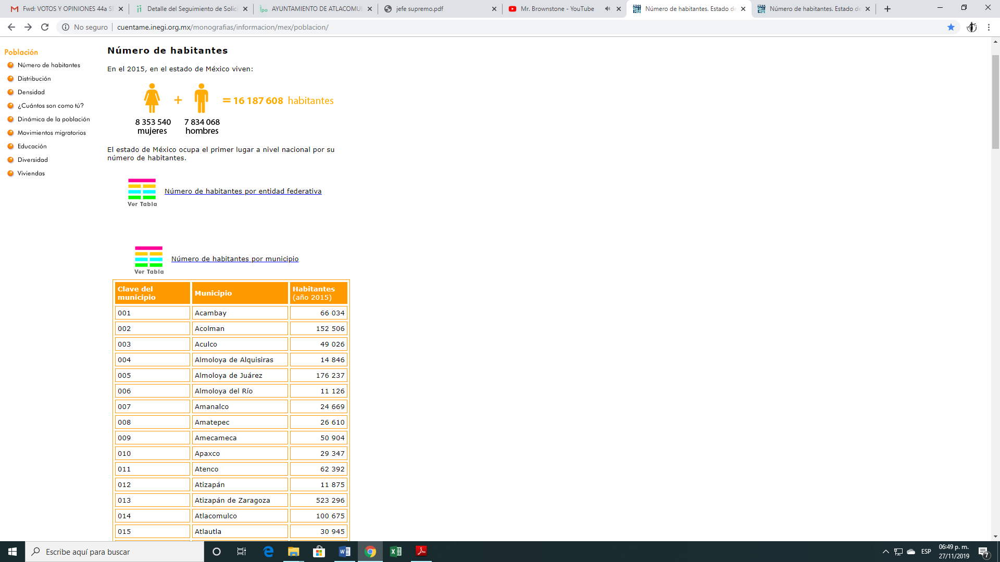 Fwd: VOTOS Y OPINIONES 44a SE
Detalle del Seguimiento de Solici
AYUNTAMIENTO DE ATLACOMUL
jefe supremo.pdf
Mr. Brownstone - YouTube
Número de habitantes. Estado de
Número de habitantes. Estado de
No seguro
cuentame.inegi.org.mx/monografias/informacion/mex/poblacion/
Población
Número de habitantes
Distribución
Densidad
¿Cuántos son como tú?
Dinámica de la población
Movimientos migratorios
Educación
Diversidad
Viviendas
Número de habitantes
En el 2015, en el estado de México viven:
+ = 16 187 608 habitantes
8 353 540 7 834 068
mujeres hombres
El estado de México ocupa el primer lugar a nivel nacional por su
número de habitantes.
Ver Tabla
Número de habitantes por entidad federativa
Ver Tabla
Número de habitantes por municipio
Clave del municipio Municipio Habitantes (año 2015)
001 Acambay 66 034
002 Acolman 152 506
003 Aculco 49 026
004 Almoloya de Alquisiras 14 846
005 Almoloya de Juárez 176 237
006 Almoloya del Río 11 126
007 Amanalco 24 669
008 Amatepec 26 610
009 Amecameca 50 904
010 Apaxco 29 347
011 Atenco 62 392
012 Atizapán 11 875
013 Atizapán de Zaragoza 523 296
014 Atlacomulco 100 675
015 Atlautla 30 945
Escribe aquí para buscar
ESP
06:49 p. m.
27/11/2019
7